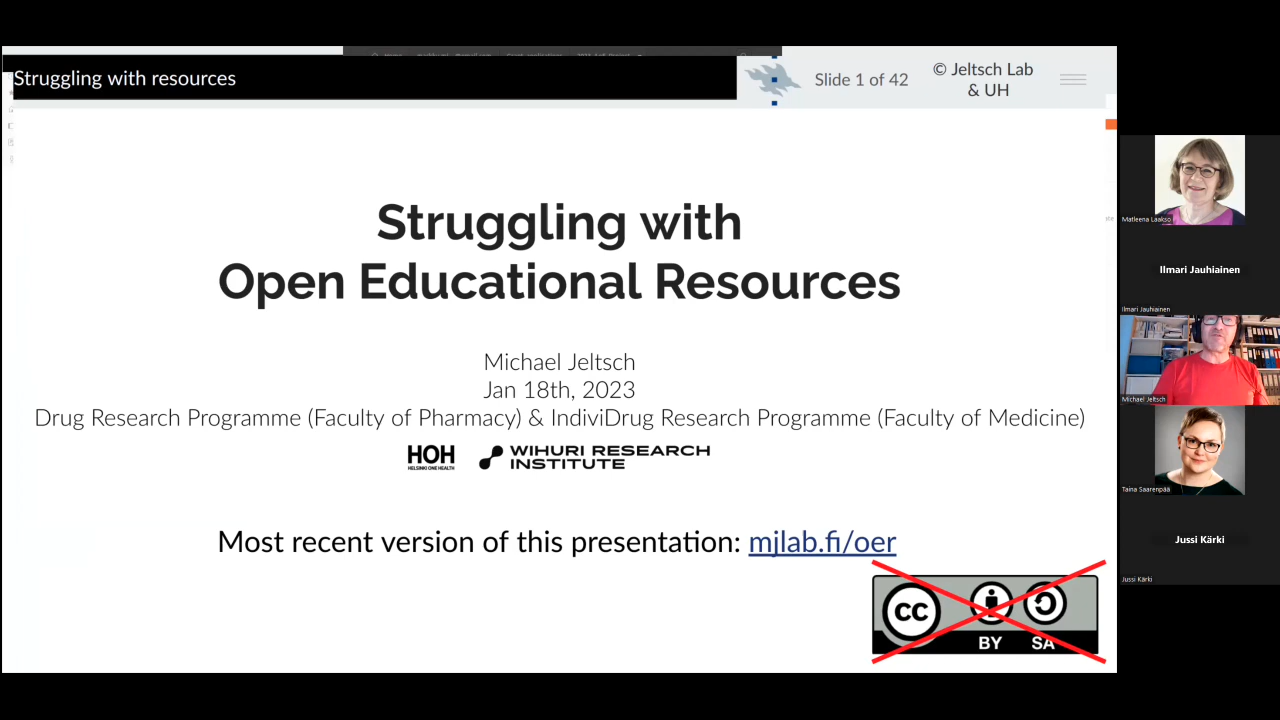 Struggling with resources
Slide 1 of 42
© Jeltsch Lab
& UH
Struggling with
Open Educational Resources
Michael Jeltsch
Jan 18th, 2023
Drug Research Programme (Faculty of Pharmacy) & IndiviDrug Research Programme (Faculty of Medicine)
HOH
HELSINKI ONE HEALTH
WIHURI RESEARCH
INSTITUTE
Most recent version of this presentation: mjlab.fi/oer
CC
BY SA
Matleena Laakso
Ilmari Jauhiainen
Ilmari Jauhiainen
Michael Jeltsch
Taina Saarenpää
Jussi Kärki
Jussi Kärki